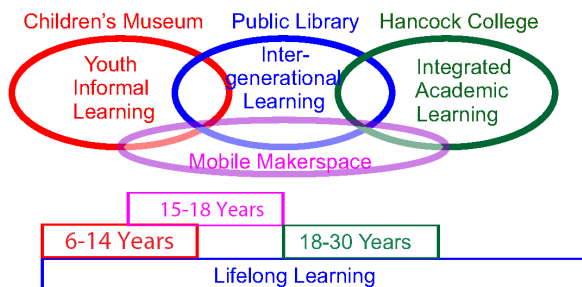 Children's Museum
Public Library
Hancock College
Youth
Informal
Learning
Inter-
generational
Learning
Integrated
Academic
Learning
Mobile Makerspace
15-18 Years
6-14 Years
18-30 Years
Lifelong Learning